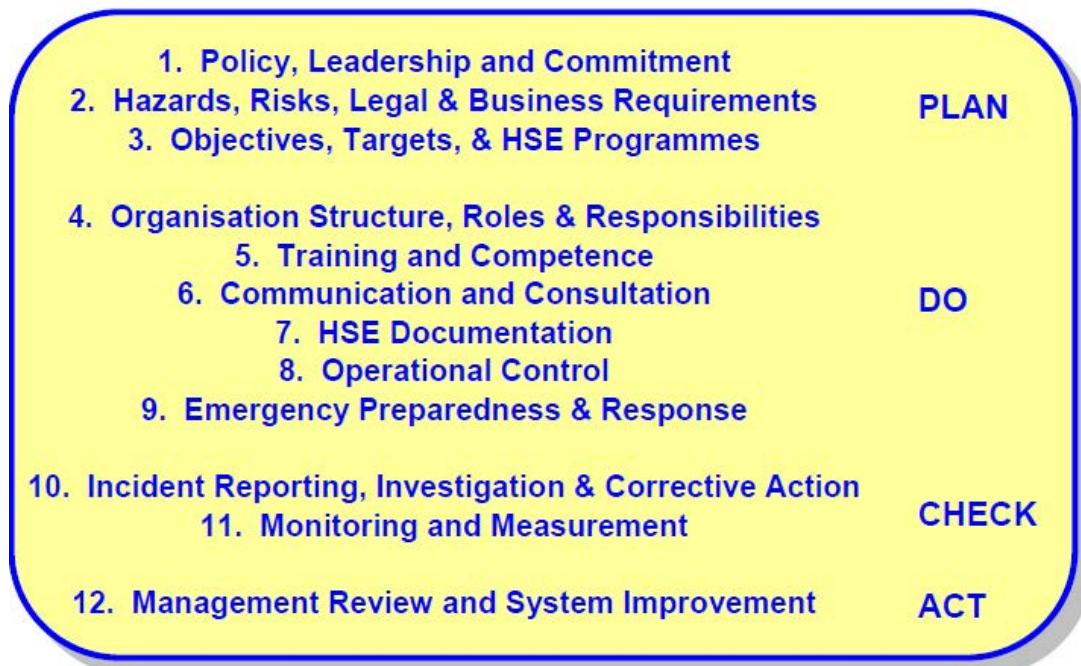 1. Policy, Leadership and Commitment
2. Hazards, Risks, Legal & Business Requirements
3. Objectives, Targets, & HSE Programmes
PLAN
4. Organisation Structure, Roles & Responsibilities
5. Training and Competence
6. Communication and Consultation
7. HSE Documentation
8. Operational Control
9. Emergency Preparedness & Response
DO
10. Incident Reporting, Investigation & Corrective Action
11. Monitoring and Measurement
CHECK
12. Management Review and System Improvement
ACT